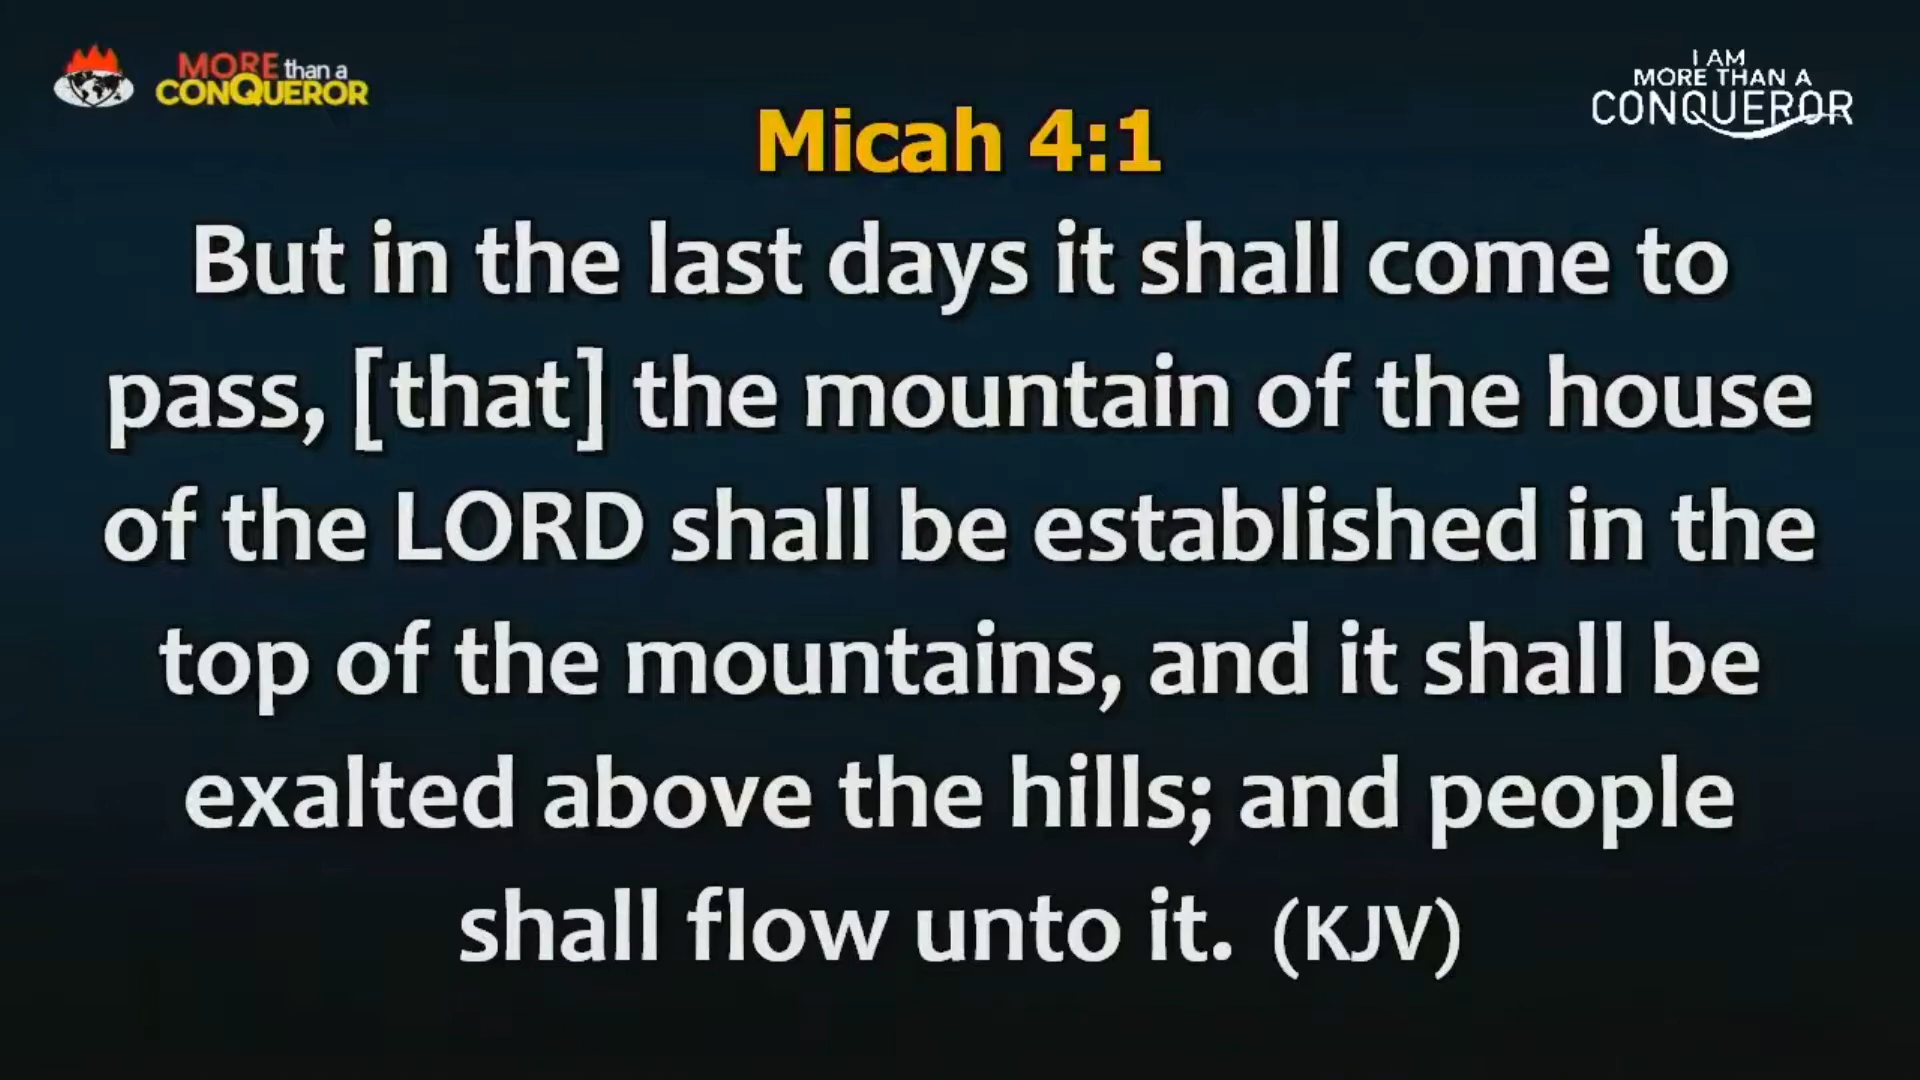 MORE than a
CONQUEROR
I AM
MORE THAN A
CONQUEROR
Micah 4:1
But in the last days it shall come to
pass, [that] the mountain of the house
of the LORD shall be established in the
top of the mountains, and it shall be
exalted above the hills; and people
shall flow unto it. (KJV)